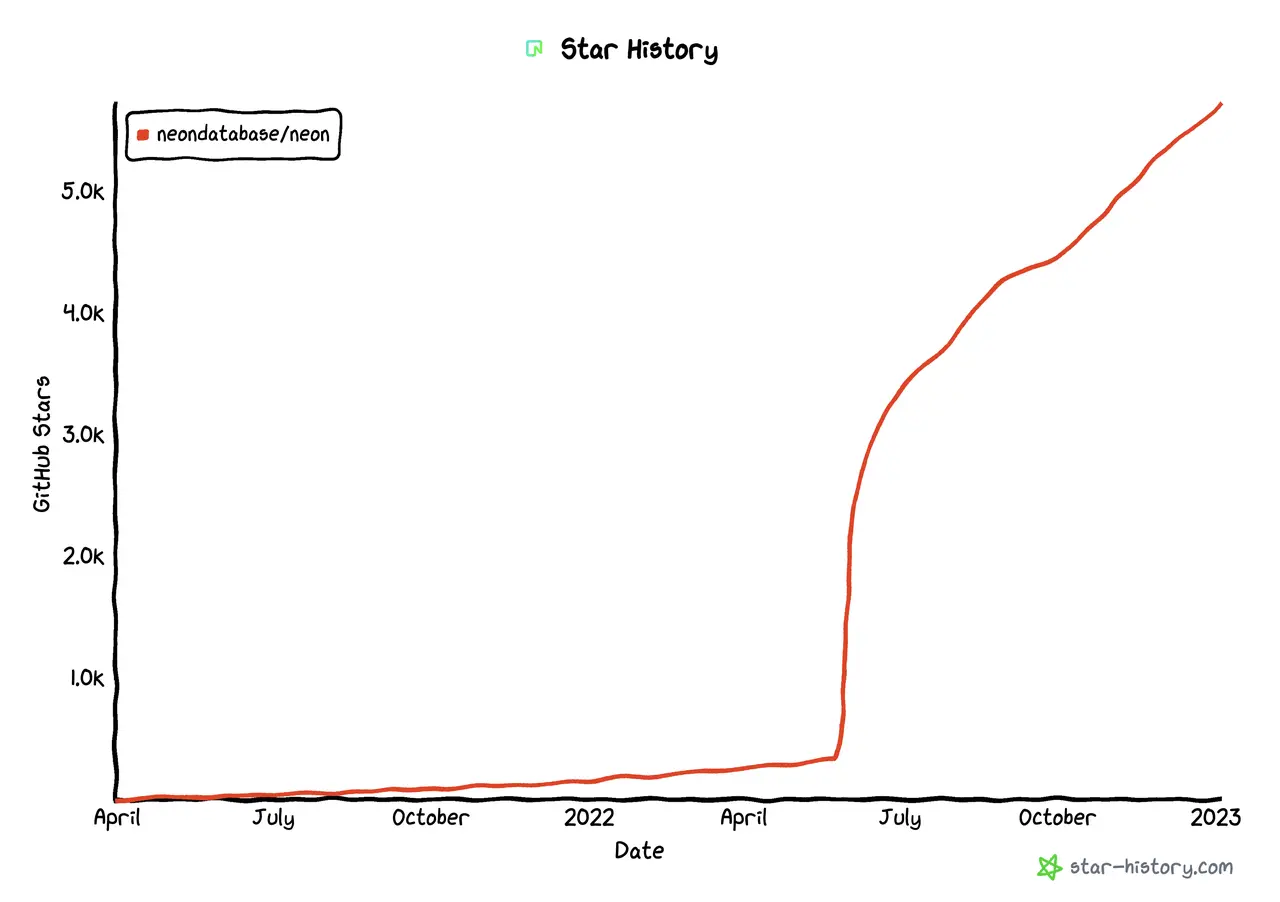 Star History
neondatabase/neon
5.0k
4.0k
3.0k
2.0k
1.0k
0
GitHub Stars
April July October 2022 April July October 2023
Date
star-history.com